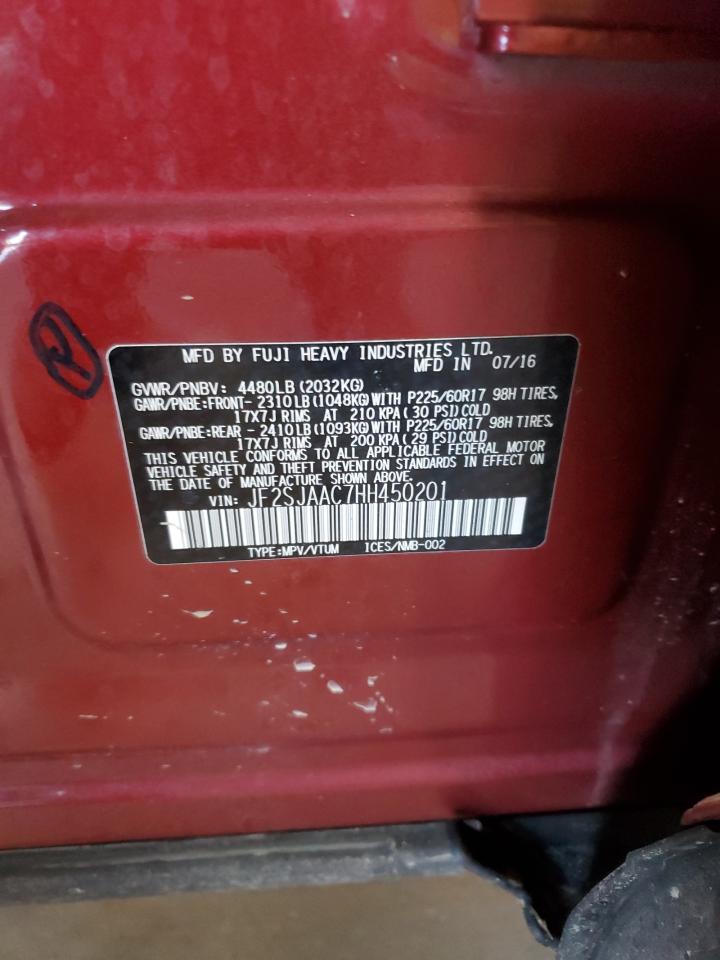 MFD BY FUJI HEAVY INDUSTRIES LTD.
MFD IN 07/16
GVWR/PNBV: 4480LB (2032KG)
GAWR/PNBE:FRONT- 2310LB (1048KG) WITH P225/60R17 98H TIRES,
17X7J RIMS AT 210 KPA (30 PSI) COLD
GAWR/PNBE:REAR - 2410LB (1093KG) WITH P225/60R17 98H TIRES,
17X7J RIMS AT 200 KPA (29 PSI) COLD
THIS VEHICLE CONFORMS TO ALL APPLICABLE FEDERAL MOTOR
VEHICLE SAFETY AND THEFT PREVENTION STANDARDS IN EFFECT ON
THE DATE OF MANUFACTURE SHOWN ABOVE.
VIN: JF2SJAAC7HH450201
TYPE:MPV/VTUM ICES/NMB-002